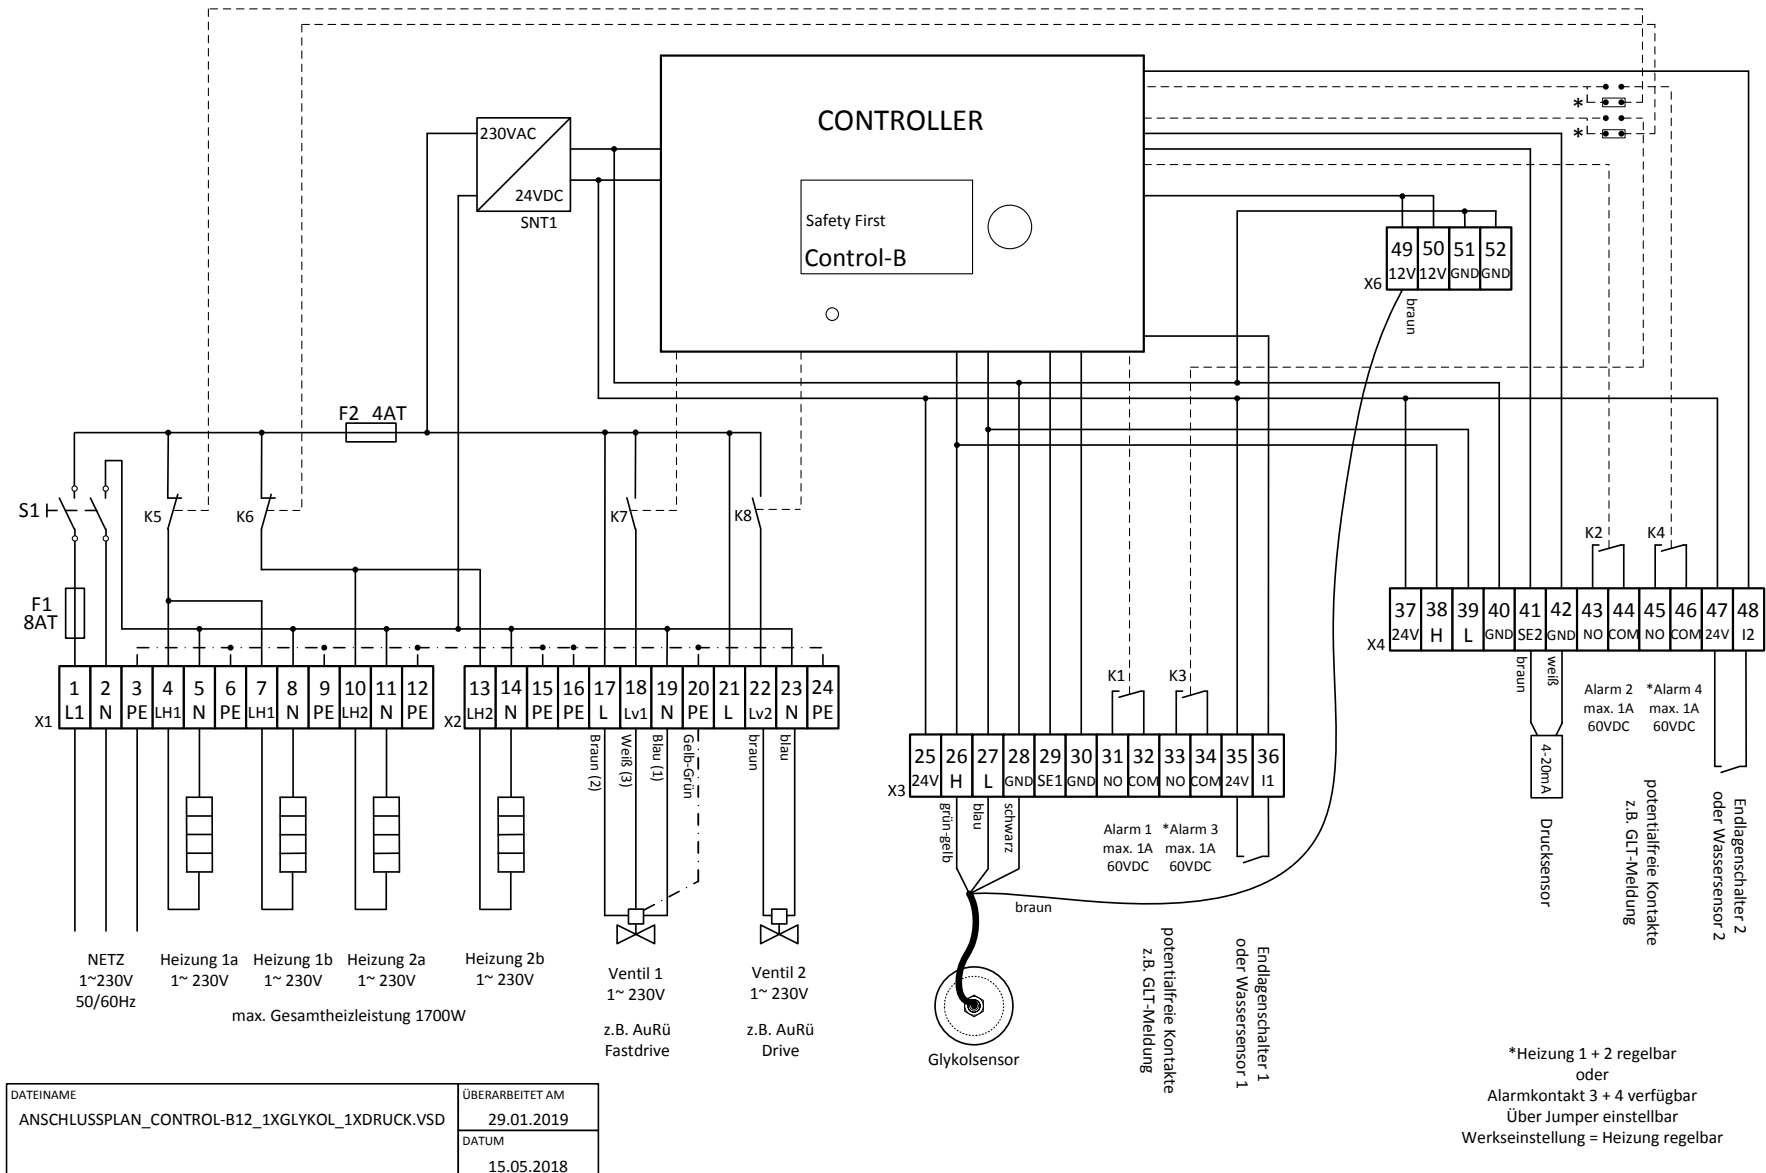 CONTROLLER
Safety First
Control-B
230VAC
24VDC
SNT1
*
*
49 50 51 52
12V 12V GND GND
X6
braun
F2 4AT
S1
K5
K6
K7
K8
F1
8AT
K2
K4
37 38 39 40 41 42 43 44 45 46 47 48
24V H L GND SE2 GND NO COM NO COM 24V I2
X4
braun
weiß
Alarm 2
max. 1A
60VDC
*Alarm 4
max. 1A
60VDC
4-20mA
Drucksensor
potentialfreie Kontakte
z.B. GLT-Meldung
Endlagenschalter 2
oder Wassersensor 2
1 2 3 4 5 6 7 8 9 10 11 12
L1 N PE LH1 N PE LH1 N PE LH2 N PE
X1
13 14 15 16 17 18 19 20 21 22 23 24
LH2 N PE PE L Lv1 N PE L Lv2 N PE
X2
Braun (2)
Weiß (3)
Blau (1)
Gelb-Grün
braun
blau
K1
K3
25 26 27 28 29 30 31 32 33 34 35 36
24V H L GND SE1 GND NO COM NO COM 24V I1
X3
grün-gelb
blau
schwarz
Alarm 1
max. 1A
60VDC
*Alarm 3
max. 1A
60VDC
braun
potentialfreie Kontakte
z.B. GLT-Meldung
Endlagenschalter 1
oder Wassersensor 1
Glykolsensor
NETZ
1~230V
50/60Hz
Heizung 1a
1~ 230V
Heizung 1b
1~ 230V
Heizung 2a
1~ 230V
Heizung 2b
1~ 230V
max. Gesamtheizleistung 1700W
Ventil 1
1~ 230V
z.B. AuRü
Fastdrive
Ventil 2
1~ 230V
z.B. AuRü
Drive
*Heizung 1 + 2 regelbar
oder
Alarmkontakt 3 + 4 verfügbar
Über Jumper einstellbar
Werkseinstellung = Heizung regelbar
DATEINAME
ANSCHLUSSPLAN_CONTROL-B12_1XGLYKOL_1XDRUCK.VSD
ÜBERARBEITET AM
29.01.2019
DATUM
15.05.2018